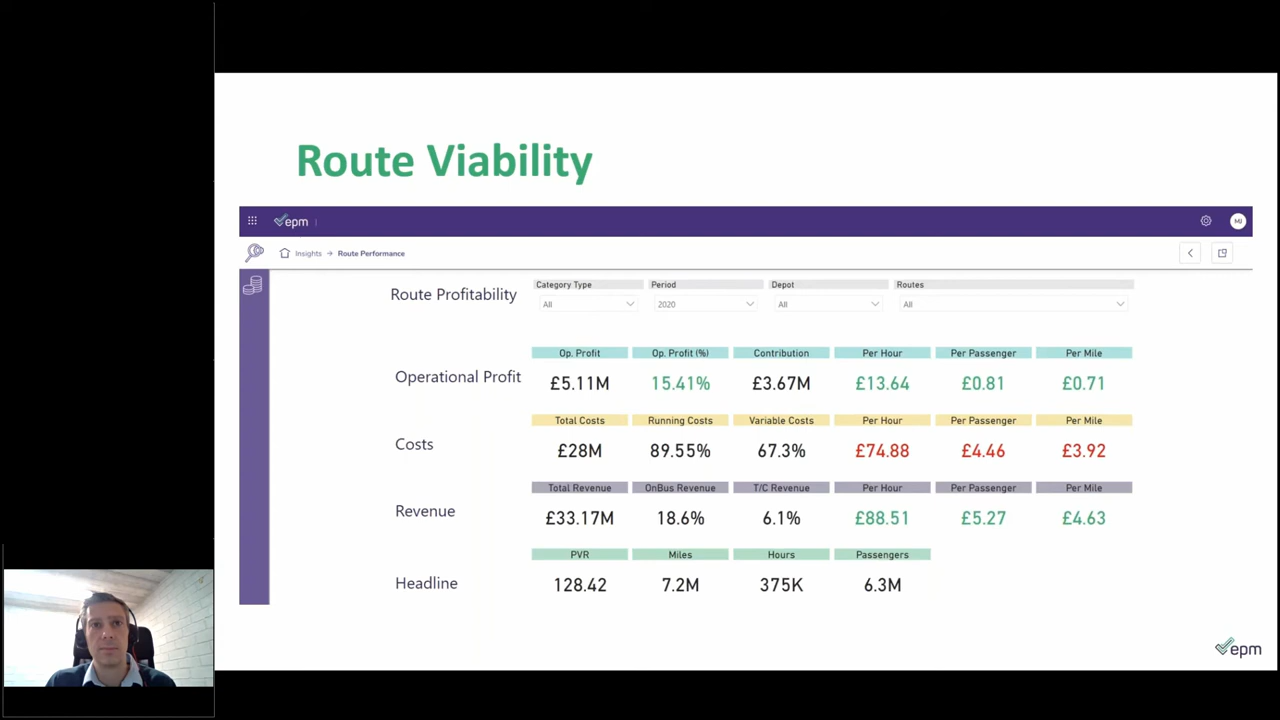 Route Viability
epm
MJ
Insights → Route Performance
Route Profitability
Category Type
Period
Depot
Routes
All
2020
All
All
Operational Profit
Op. Profit
Op. Profit (%)
Contribution
Per Hour
Per Passenger
Per Mile
£5.11M
15.41%
£3.67M
£13.64
£0.81
£0.71
Costs
Total Costs
Running Costs
Variable Costs
Per Hour
Per Passenger
Per Mile
£28M
89.55%
67.3%
£74.88
£4.46
£3.92
Revenue
Total Revenue
OnBus Revenue
T/C Revenue
Per Hour
Per Passenger
Per Mile
£33.17M
18.6%
6.1%
£88.51
£5.27
£4.63
Headline
PVR
Miles
Hours
Passengers
128.42
7.2M
375K
6.3M
epm